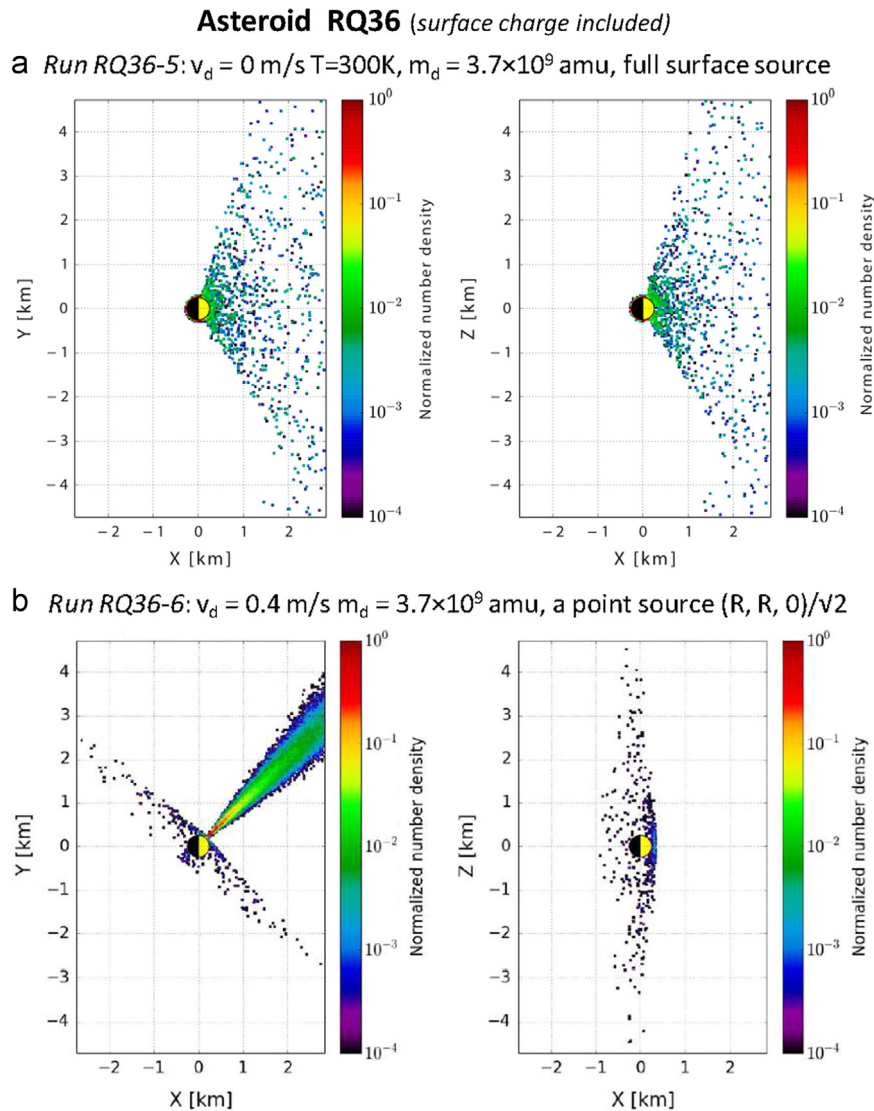 Asteroid RQ36 (surface charge included)
a Run RQ36-5: v_d = 0 m/s T=300K, m_d = 3.7×10⁹ amu, full surface source
Y [km]
4
3
2
1
0
−1
−2
−3
−4
−2 −1 0 1 2
X [km]
10⁰
10⁻¹
10⁻²
10⁻³
10⁻⁴
Normalized number density
Z [km]
4
3
2
1
0
−1
−2
−3
−4
−2 −1 0 1 2
X [km]
10⁰
10⁻¹
10⁻²
10⁻³
10⁻⁴
Normalized number density
b Run RQ36-6: v_d = 0.4 m/s m_d = 3.7×10⁹ amu, a point source (R, R, 0)/√2
Y [km]
4
3
2
1
0
−1
−2
−3
−4
−2 −1 0 1 2
X [km]
10⁰
10⁻¹
10⁻²
10⁻³
10⁻⁴
Normalized number density
Z [km]
4
3
2
1
0
−1
−2
−3
−4
−2 −1 0 1 2
X [km]
10⁰
10⁻¹
10⁻²
10⁻³
10⁻⁴
Normalized number density